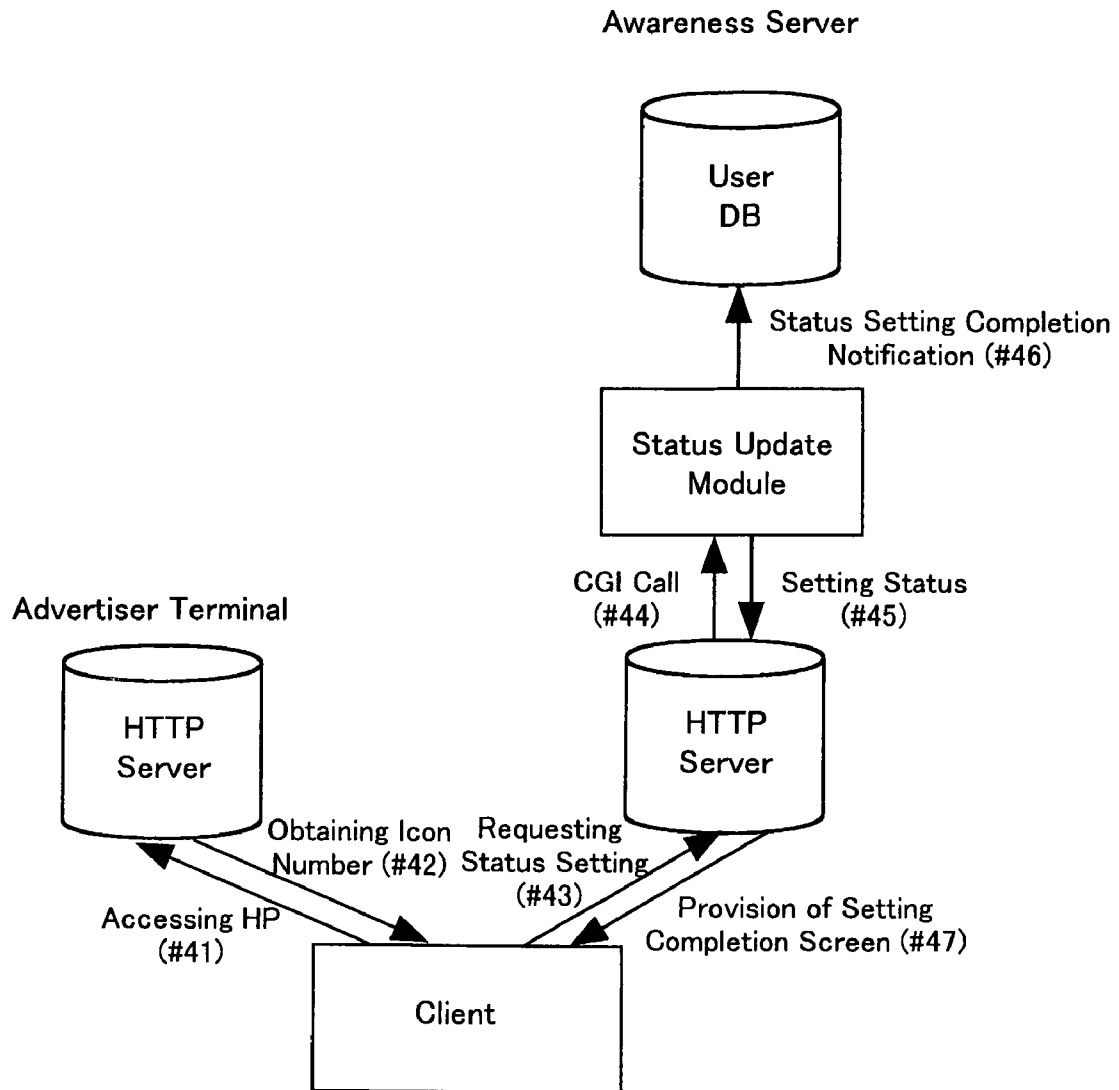 Awareness Server
User
DB
Status Setting Completion
Notification (#46)
Status Update
Module
CGI Call
(#44)
Setting Status
(#45)
Advertiser Terminal
HTTP
Server
HTTP
Server
Obtaining Icon
Number (#42)
Requesting
Status Setting
(#43)
Accessing HP
(#41)
Provision of Setting
Completion Screen (#47)
Client